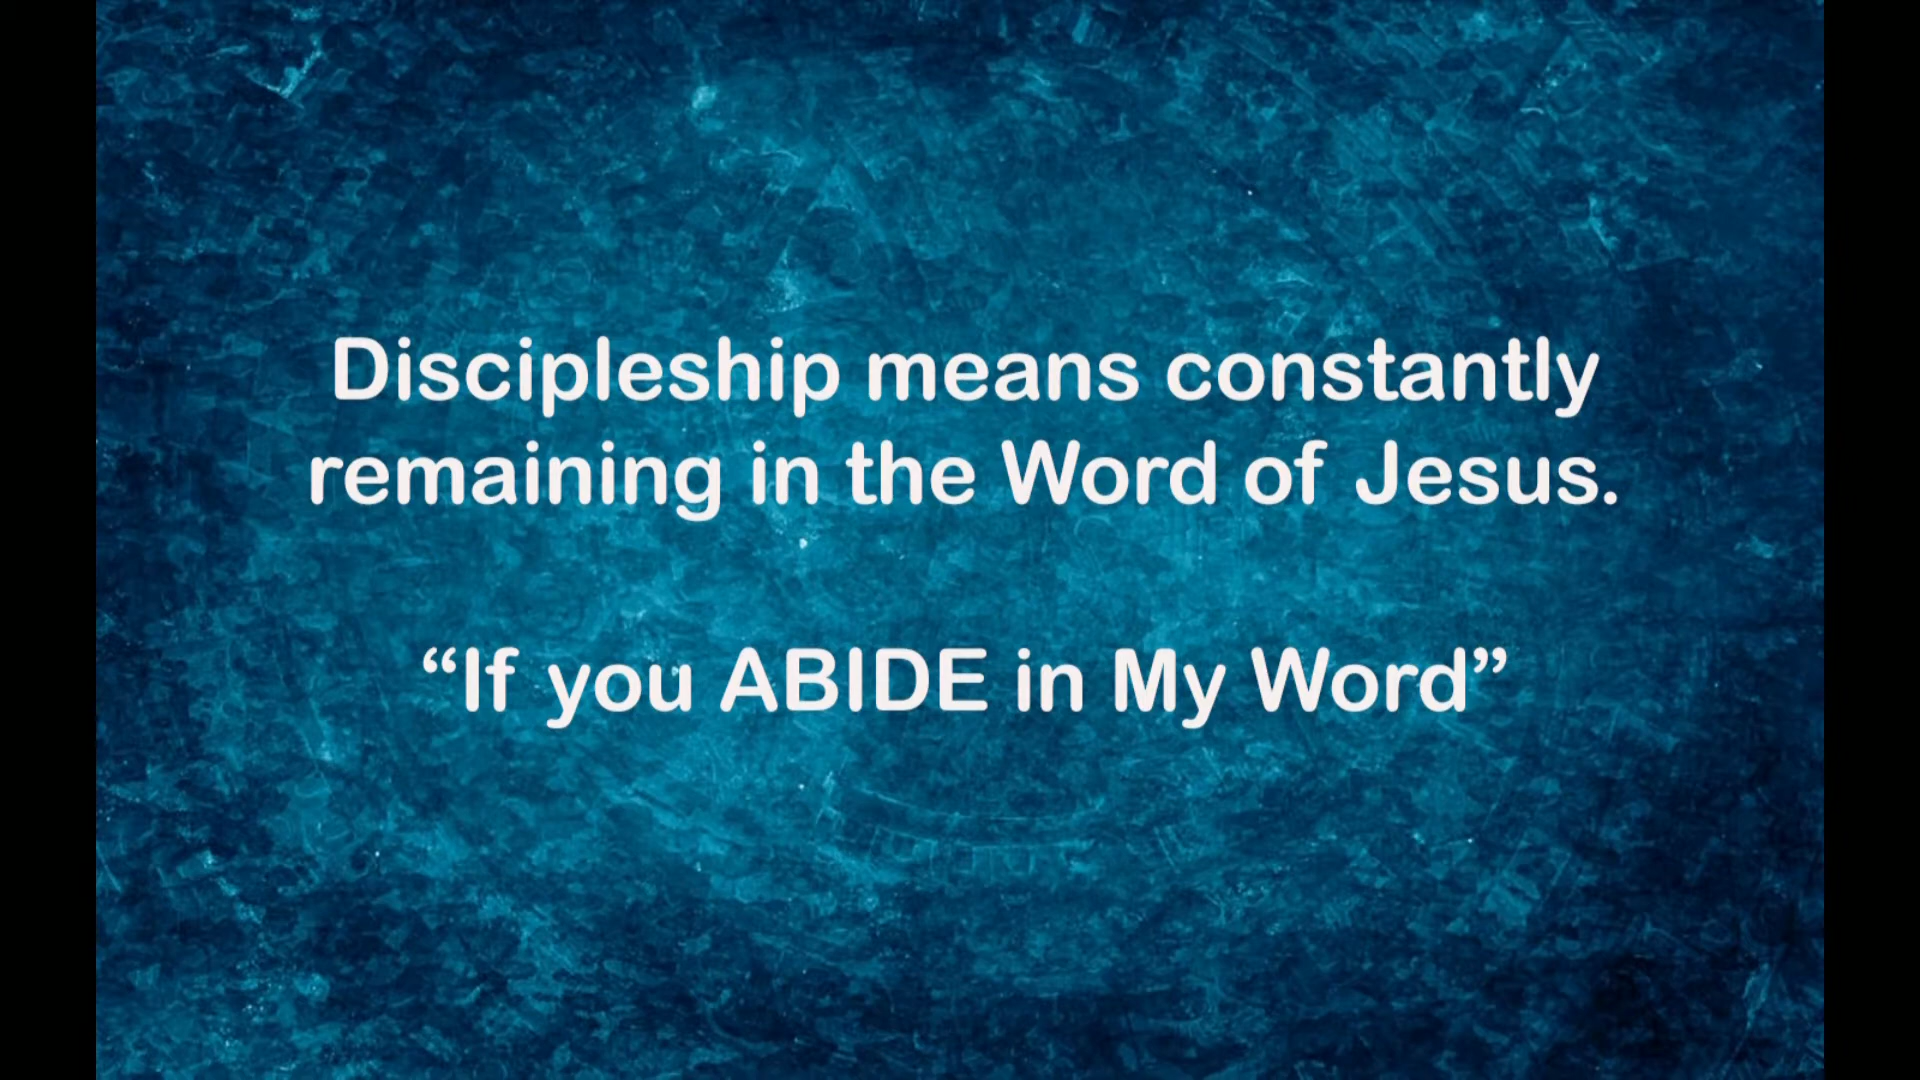 Discipleship means constantly
remaining in the Word of Jesus.
“If you ABIDE in My Word”